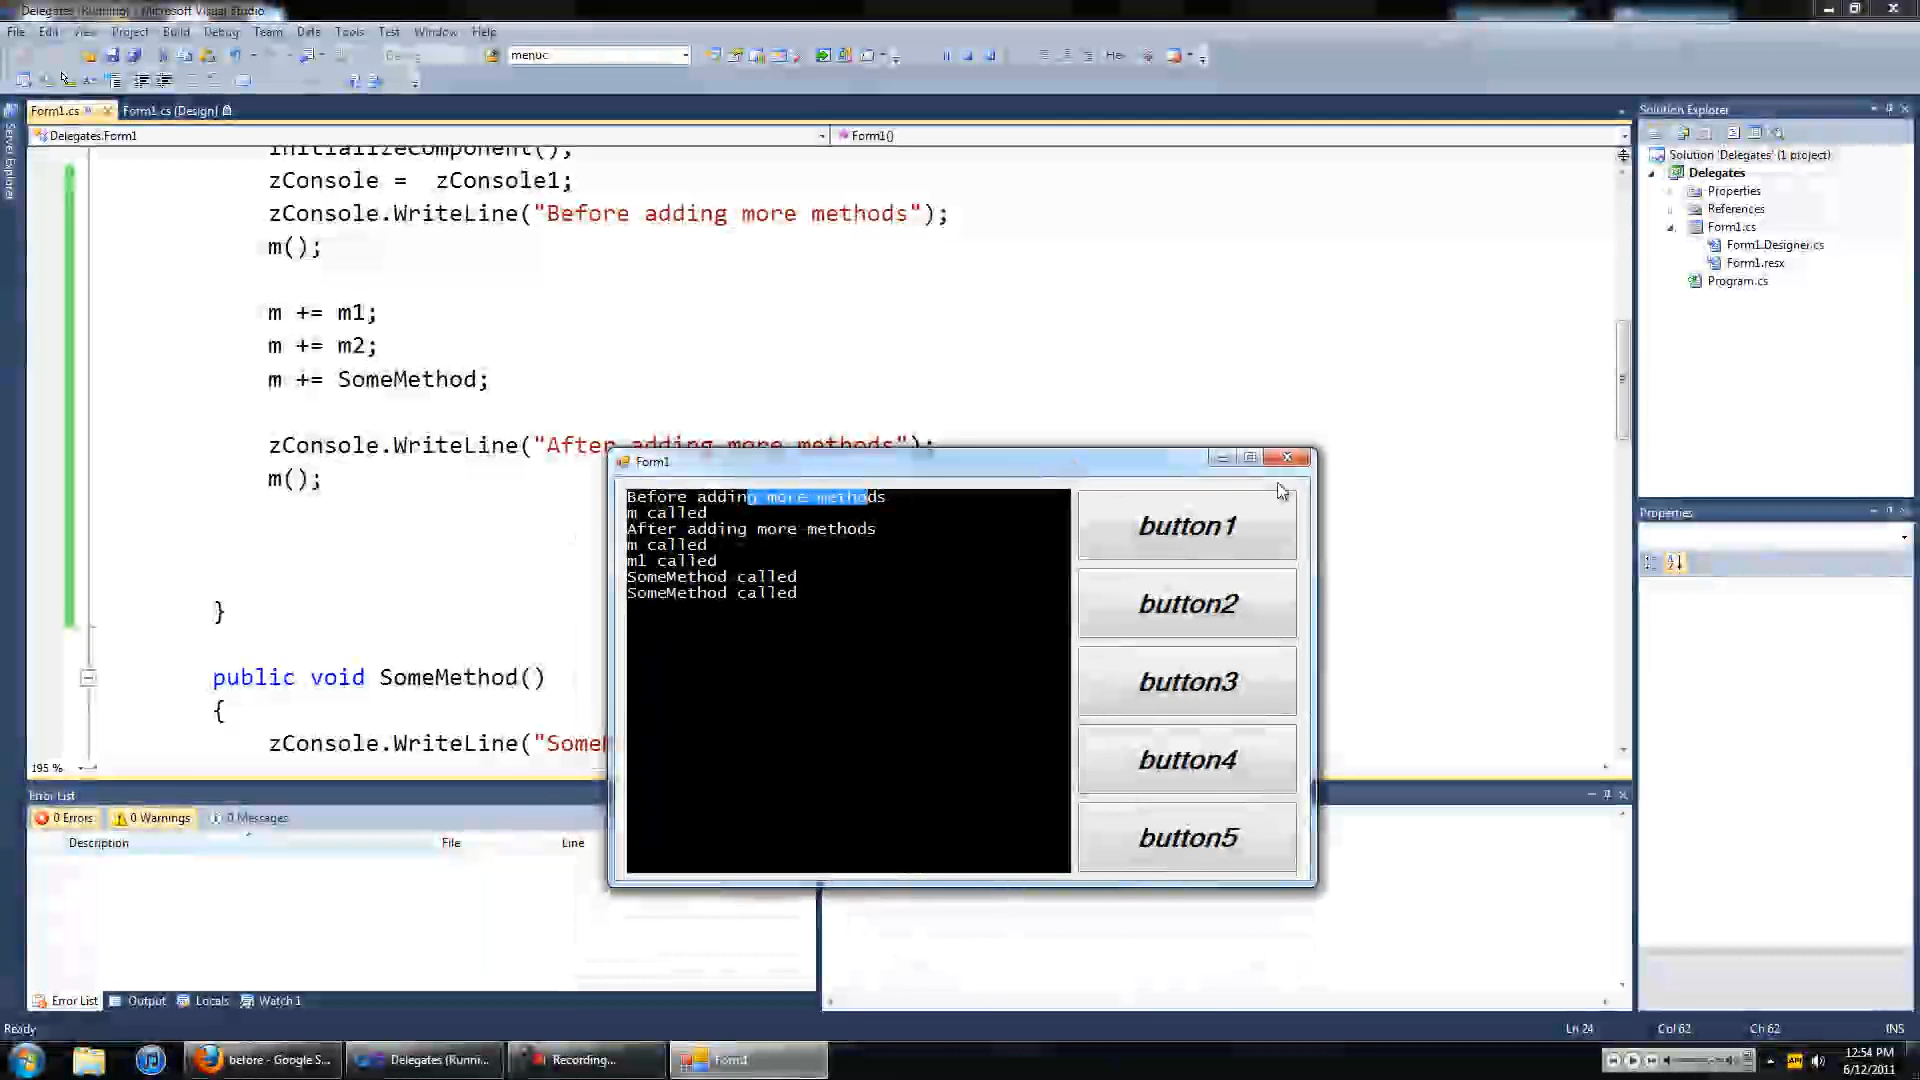 Delegates (Running) - Microsoft Visual Studio
File Edit View Project Build Debug Team Data Tools Test Window Help
menuc
Hex
Form1.cs Form1.cs [Design]
Delegates.Form1 Form1()
Server Explorer
InitializeComponent();
zConsole = zConsole1;
zConsole.WriteLine("Before adding more methods");
m();
m += m1;
m += m2;
m += SomeMethod;
zConsole.WriteLine("After adding more methods");
m();
}
public void SomeMethod()
{
zConsole.WriteLine("Some
195 %
Form1
Before adding more methods
m called
After adding more methods
m called
m1 called
SomeMethod called
SomeMethod called
button1
button2
button3
button4
button5
Solution Explorer
Solution 'Delegates' (1 project)
Delegates
Properties
References
Form1.cs
Form1.Designer.cs
Form1.resx
Program.cs
Properties
Error List
0 Errors 0 Warnings 0 Messages
Description File Line
Error List Output Locals Watch 1
Ready Ln 24 Col 62 Ch 62 INS
before - Google S... Delegates (Runni... Recording... Form1
12:54 PM
6/12/2011